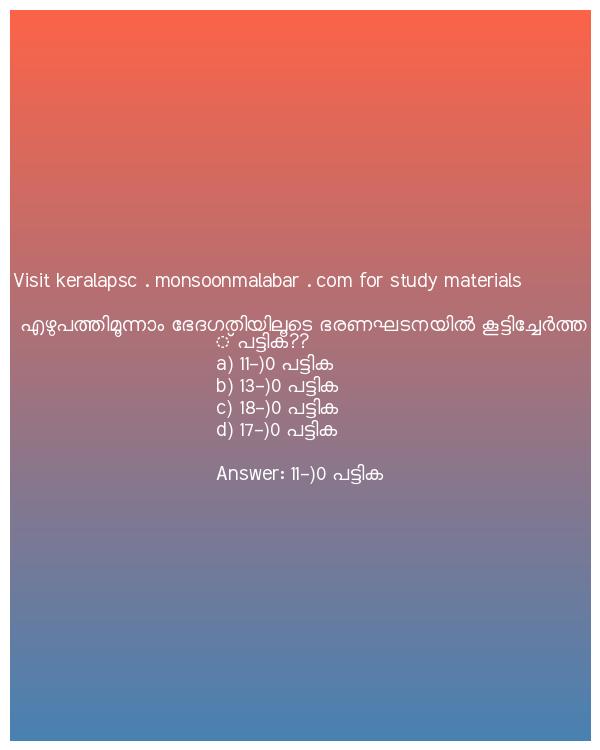 Visit keralapsc . monsoonmalabar . com for study materials
എഴുപത്തിമൂന്നാം ഭേദഗതിയിലൂടെ ഭരണഘടനയിൽ കൂട്ടിച്ചേർത്ത
് പട്ടിക??
a) 11-)0 പട്ടിക
b) 13-)0 പട്ടിക
c) 18-)0 പട്ടിക
d) 17-)0 പട്ടിക
Answer: 11-)0 പട്ടിക